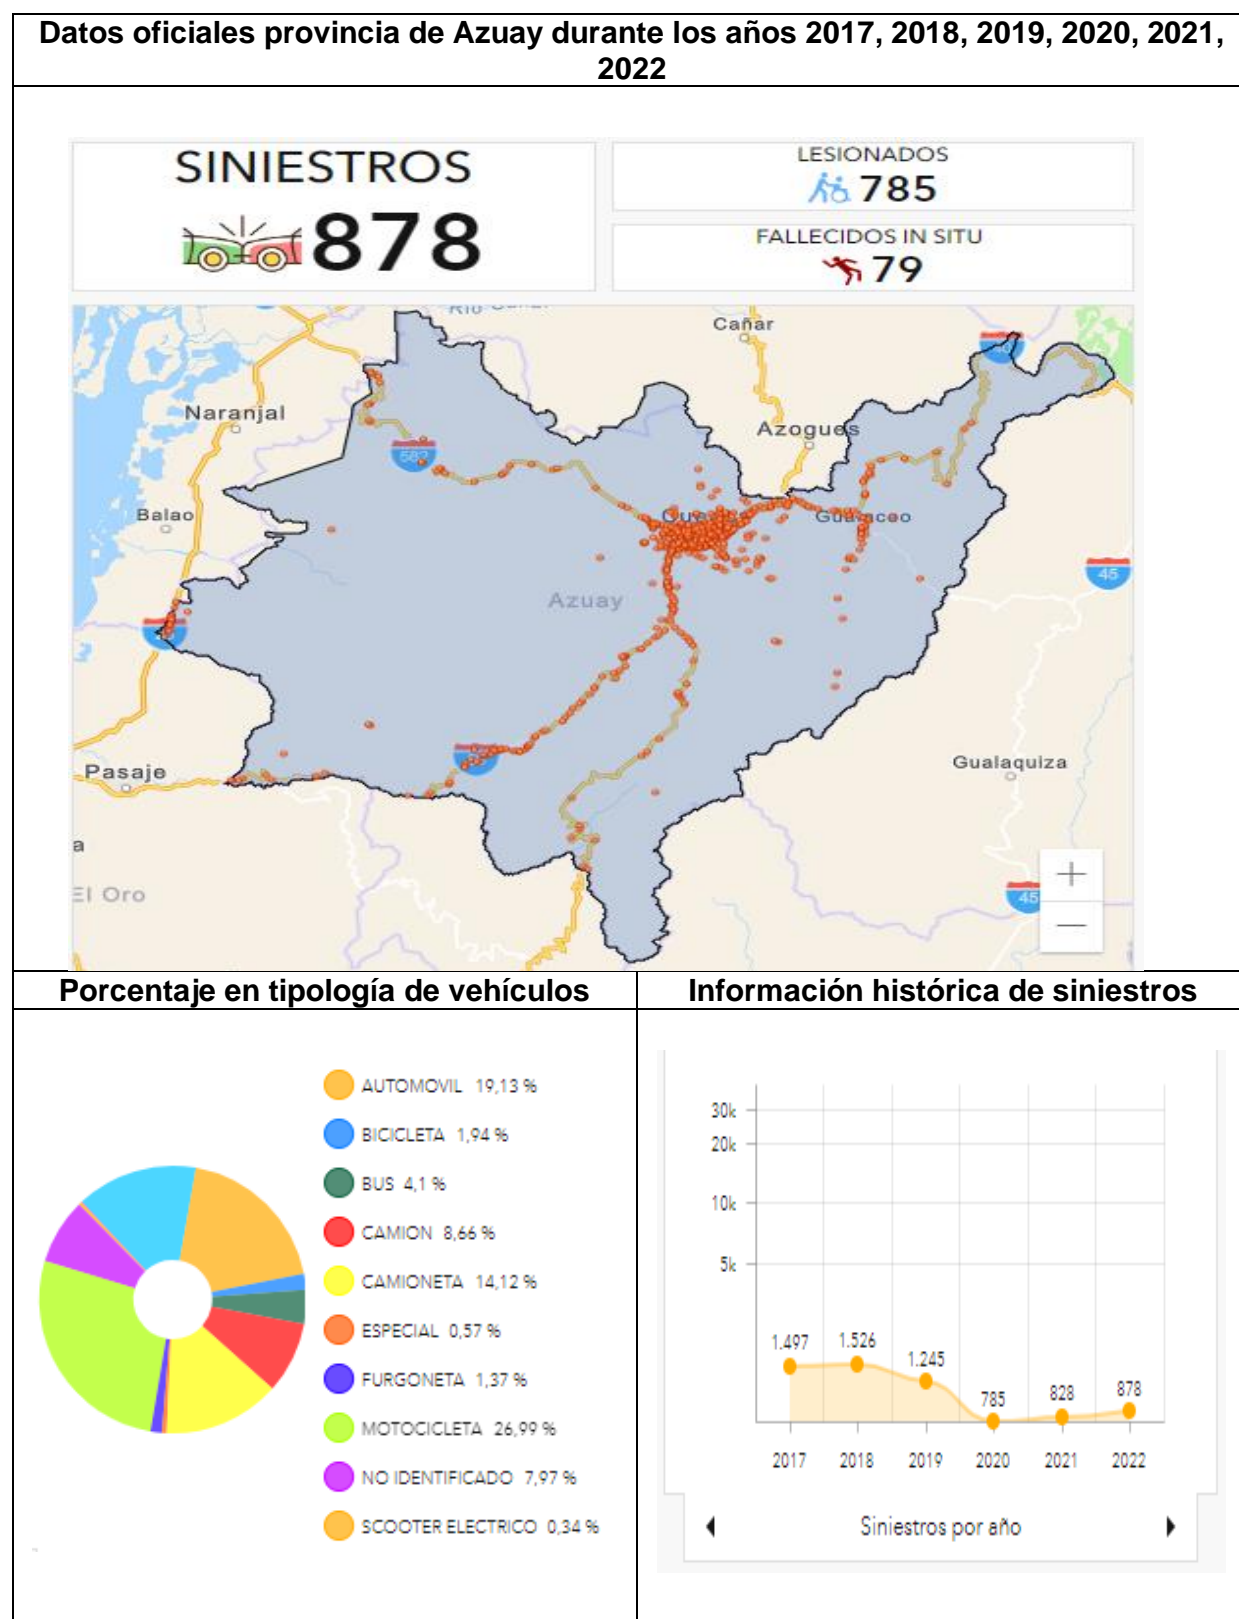 Datos oficiales provincia de Azuay durante los años 2017, 2018, 2019, 2020, 2021,
2022
SINIESTROS
878
LESIONADOS
785
FALLECIDOS IN SITU
79
Cañar
40
Naranjal
Azogues
582
Balao
Gualaceo
45
Azuay
Pasaje
Gualaquiza
a
El Oro
45
+
−
Porcentaje en tipología de vehículos
Información histórica de siniestros
AUTOMOVIL 19,13 %
BICICLETA 1,94 %
BUS 4,1 %
CAMION 8,66 %
CAMIONETA 14,12 %
ESPECIAL 0,57 %
FURGONETA 1,37 %
MOTOCICLETA 26,99 %
NO IDENTIFICADO 7,97 %
SCOOTER ELECTRICO 0,34 %
30k
20k
10k
5k
1.497
1.526
1.245
785
828
878
2017
2018
2019
2020
2021
2022
Siniestros por año